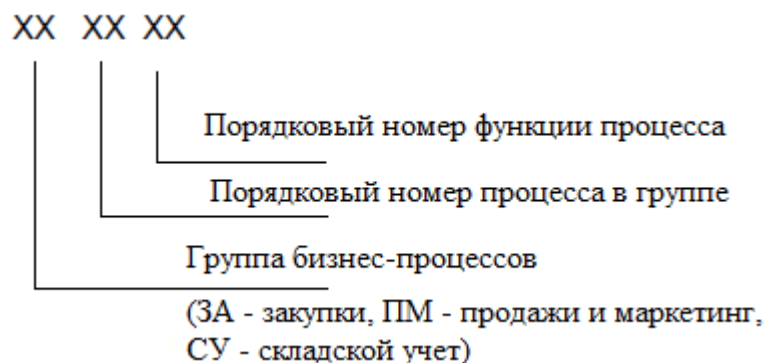 XX XX XX
Порядковый номер функции процесса
Порядковый номер процесса в группе
Группа бизнес-процессов
(ЗА - закупки, ПМ - продажи и маркетинг,
СУ - складской учет)